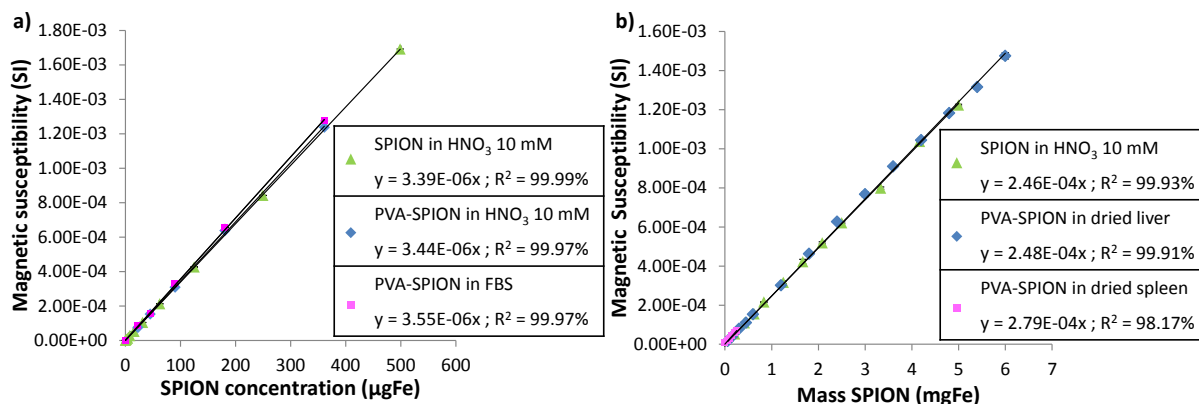 a)
Magnetic susceptibility (SI)
1.80E-03
1.60E-03
1.40E-03
1.20E-03
1.00E-03
8.00E-04
6.00E-04
4.00E-04
2.00E-04
0.00E+00
0 100 200 300 400 500 600
SPION concentration (µgFe)
SPION in HNO₃ 10 mM
y = 3.39E-06x ; R² = 99.99%
PVA-SPION in HNO₃ 10 mM
y = 3.44E-06x ; R² = 99.97%
PVA-SPION in FBS
y = 3.55E-06x ; R² = 99.97%
b)
Magnetic Susceptibility (SI)
1.60E-03
1.40E-03
1.20E-03
1.00E-03
8.00E-04
6.00E-04
4.00E-04
2.00E-04
0.00E+00
0 1 2 3 4 5 6 7
Mass SPION (mgFe)
SPION in HNO₃ 10 mM
y = 2.46E-04x ; R² = 99.93%
PVA-SPION in dried liver
y = 2.48E-04x ; R² = 99.91%
PVA-SPION in dried spleen
y = 2.79E-04x ; R² = 98.17%